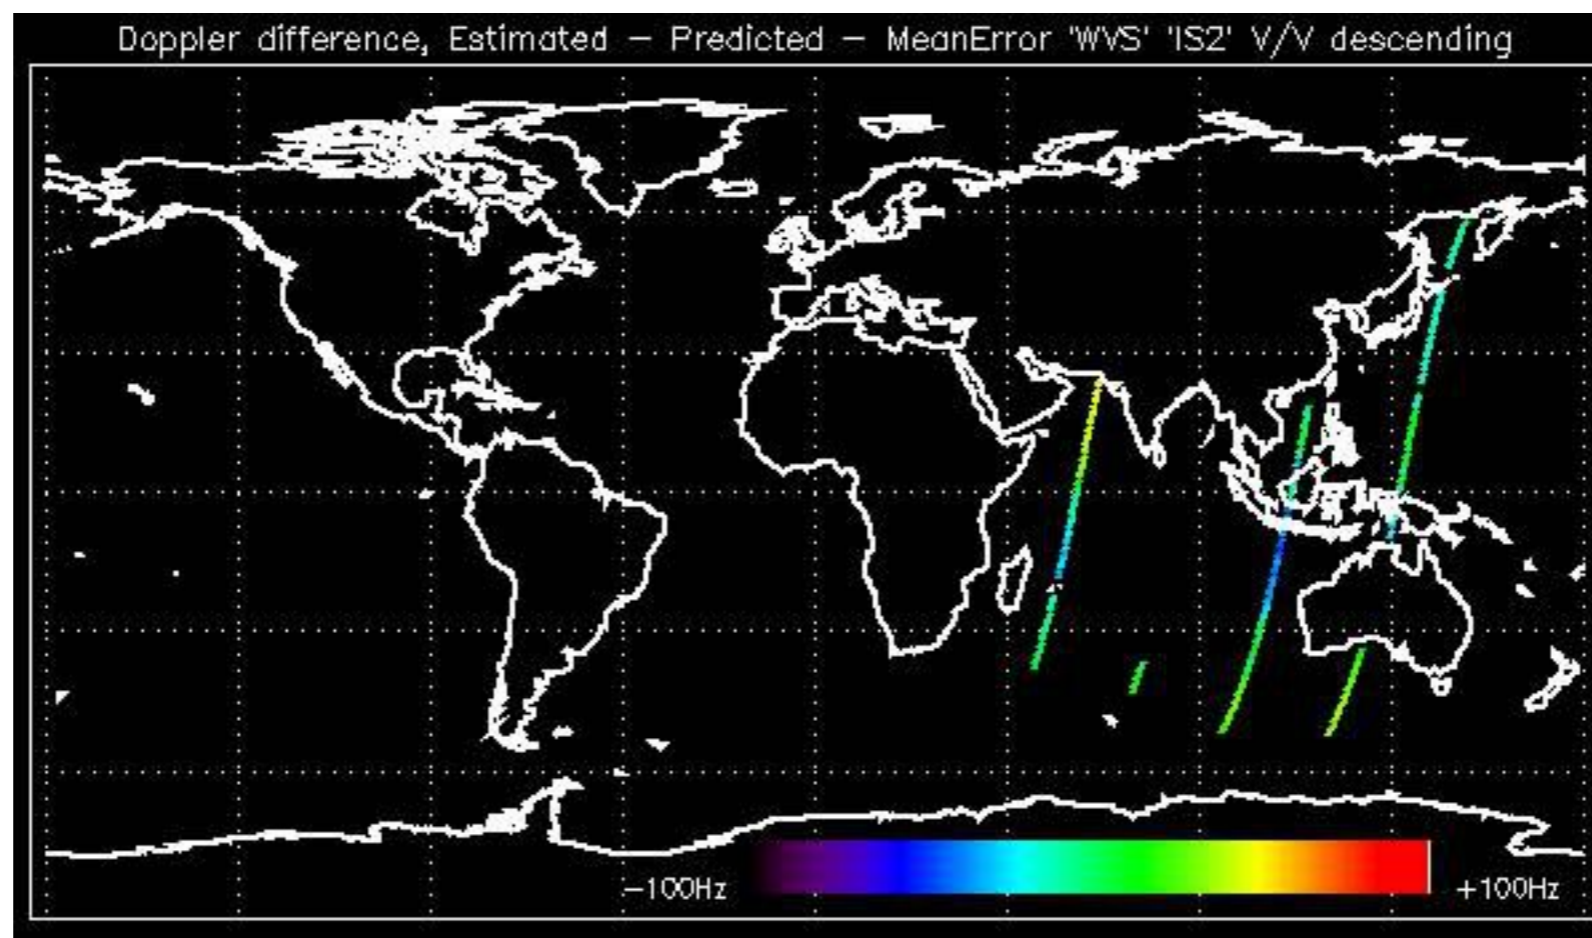 Doppler difference, Estimated – Predicted – MeanError 'WVS' 'IS2' V/V descending
−100Hz
+100Hz